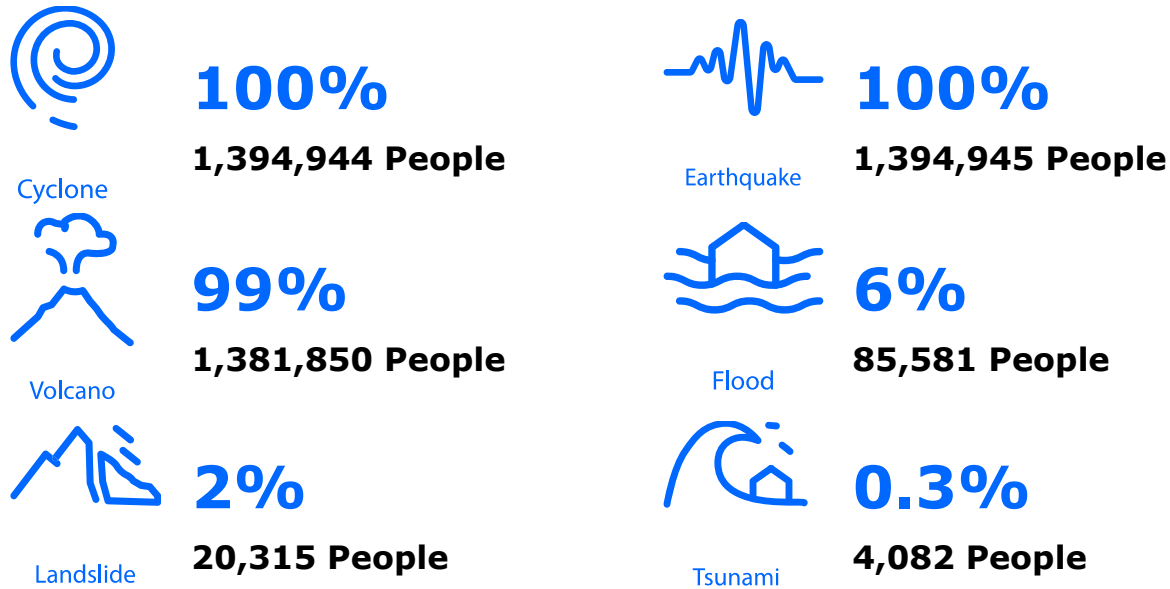 100%
1,394,944 People
Cyclone
100%
1,394,945 People
Earthquake
99%
1,381,850 People
Volcano
6%
85,581 People
Flood
2%
20,315 People
Landslide
0.3%
4,082 People
Tsunami